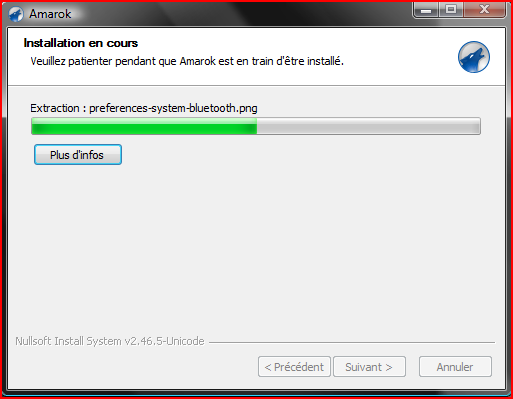 Amarok
Installation en cours
Veuillez patienter pendant que Amarok est en train d'être installé.
Extraction : preferences-system-bluetooth.png
Plus d'infos
Nullsoft Install System v2.46.5-Unicode
< Précédent Suivant > Annuler